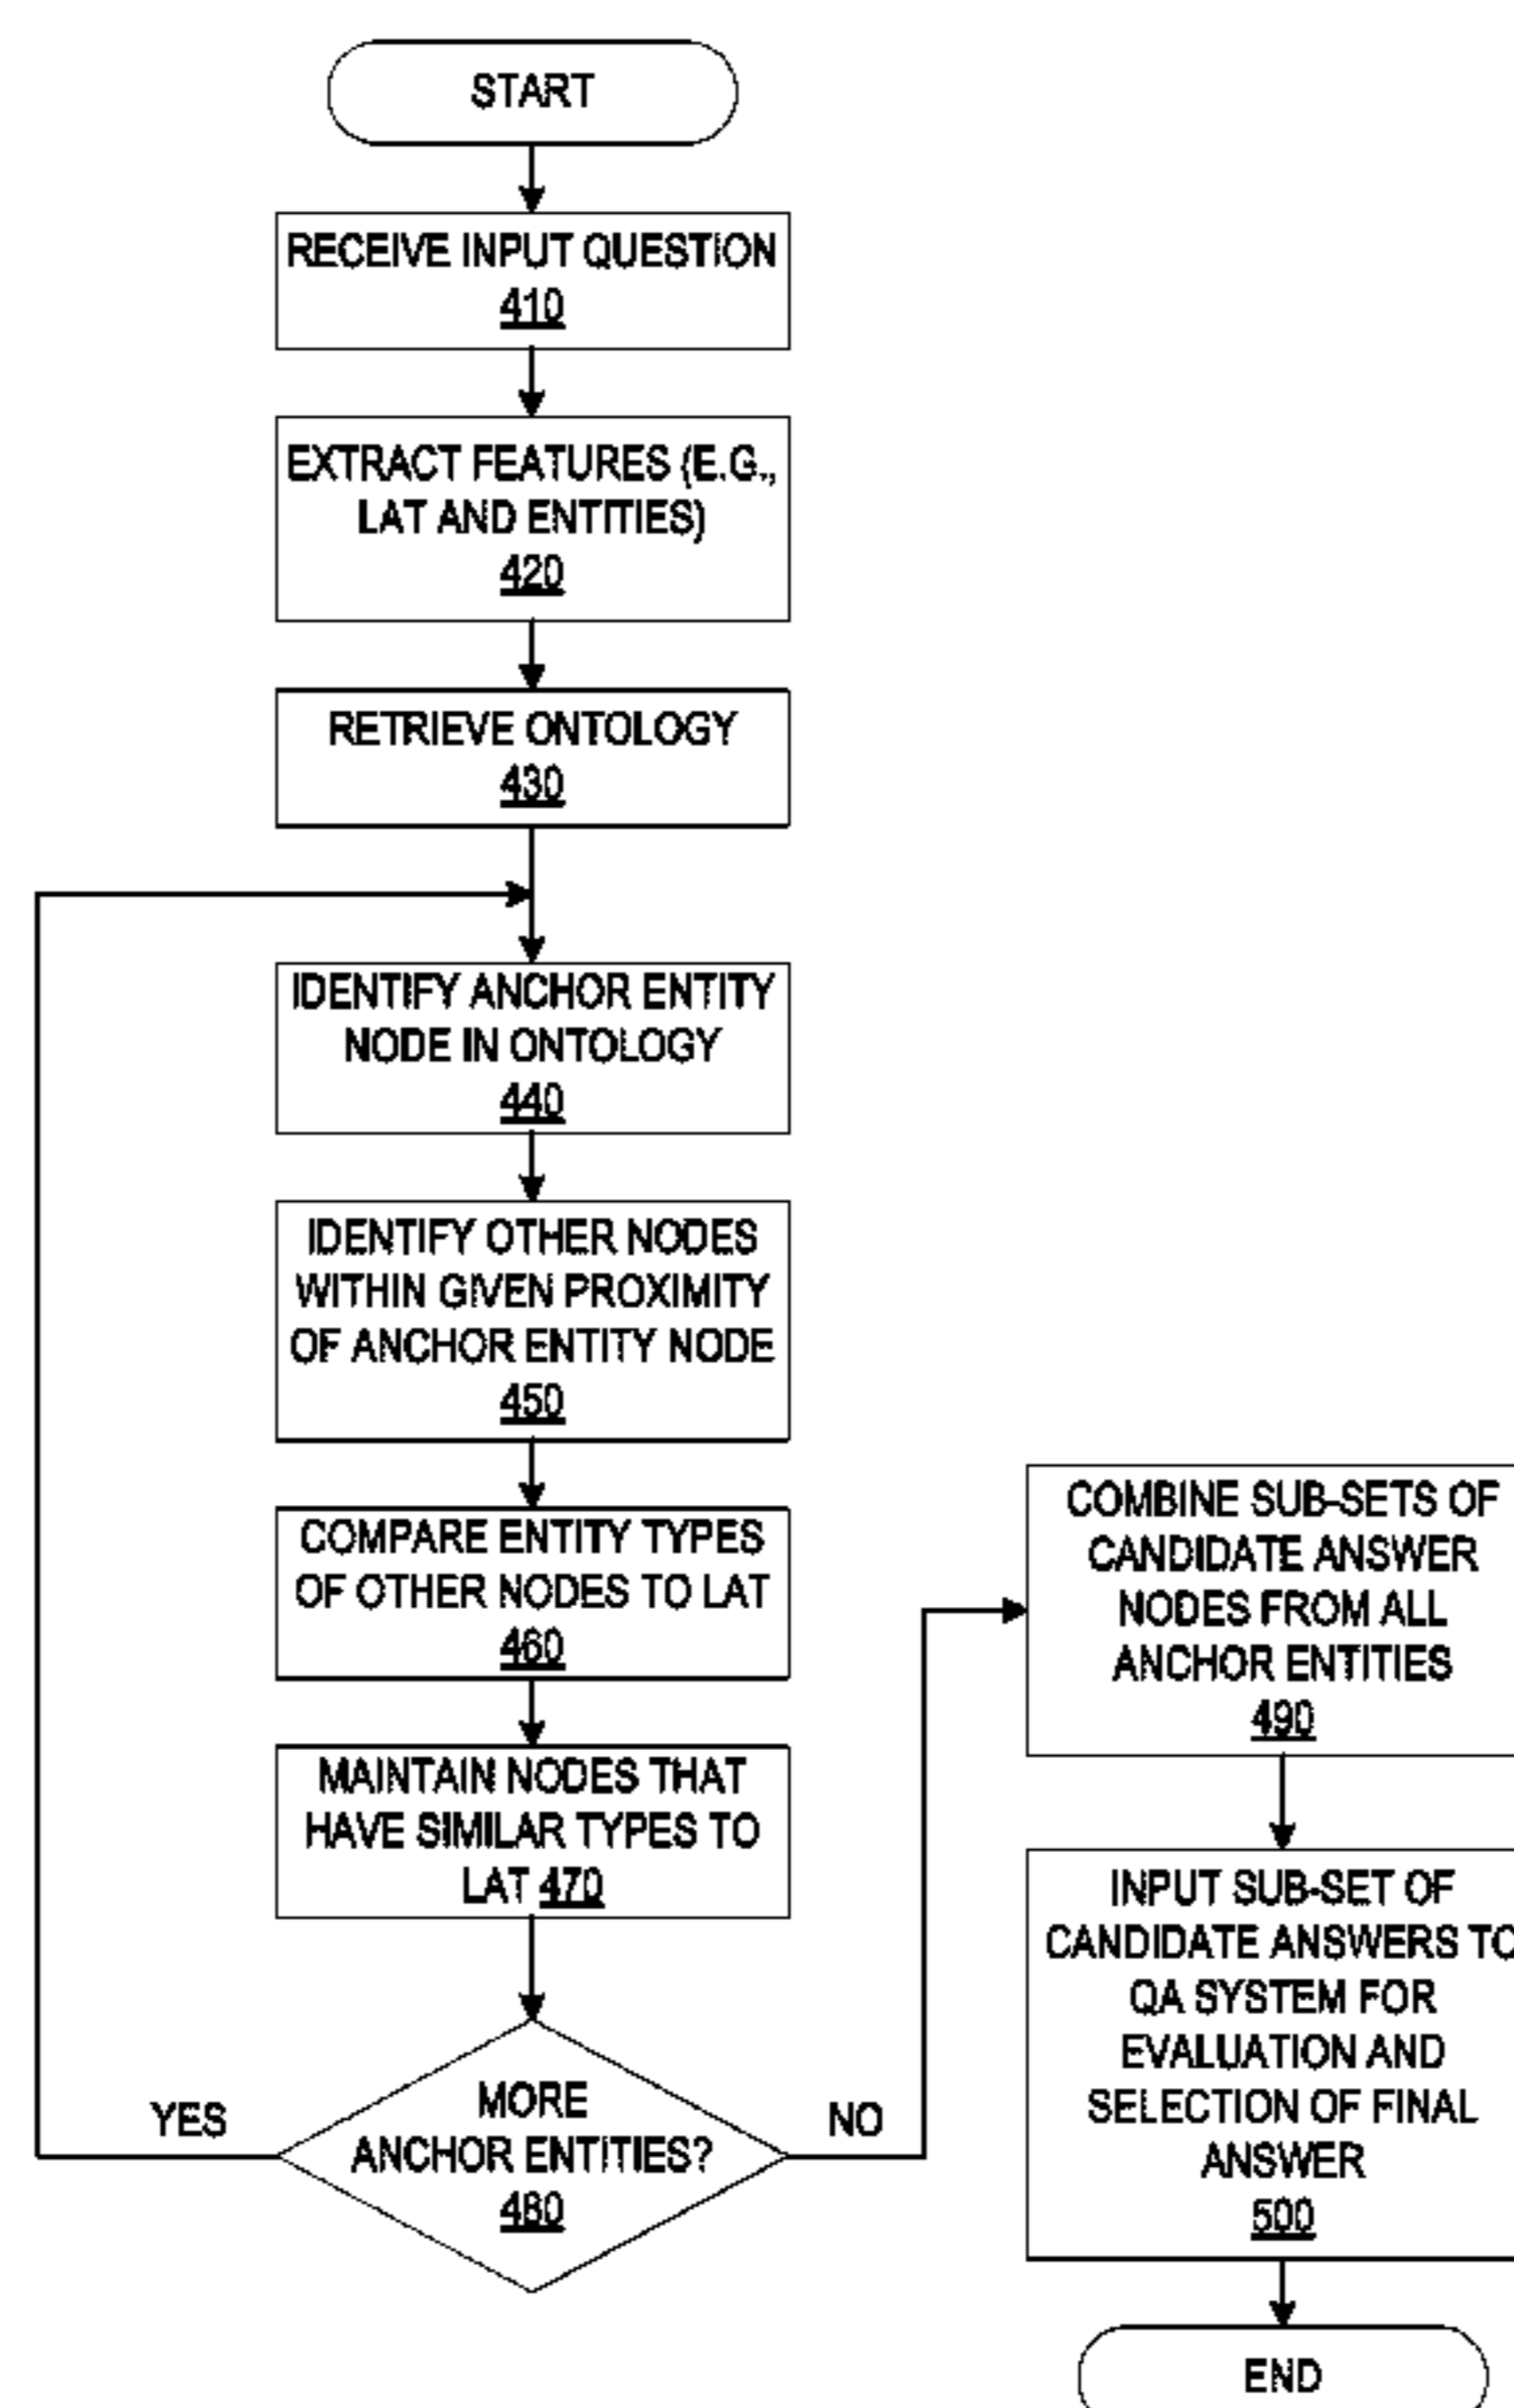 START
RECEIVE INPUT QUESTION
410
EXTRACT FEATURES (E.G.,
LAT AND ENTITIES)
420
RETRIEVE ONTOLOGY
430
IDENTIFY ANCHOR ENTITY
NODE IN ONTOLOGY
440
IDENTIFY OTHER NODES
WITHIN GIVEN PROXIMITY
OF ANCHOR ENTITY NODE
450
COMPARE ENTITY TYPES
OF OTHER NODES TO LAT
460
MAINTAIN NODES THAT
HAVE SIMILAR TYPES TO
LAT 470
MORE
ANCHOR ENTITIES?
480
YES
NO
COMBINE SUB-SETS OF
CANDIDATE ANSWER
NODES FROM ALL
ANCHOR ENTITIES
490
INPUT SUB-SET OF
CANDIDATE ANSWERS TO
QA SYSTEM FOR
EVALUATION AND
SELECTION OF FINAL
ANSWER
500
END